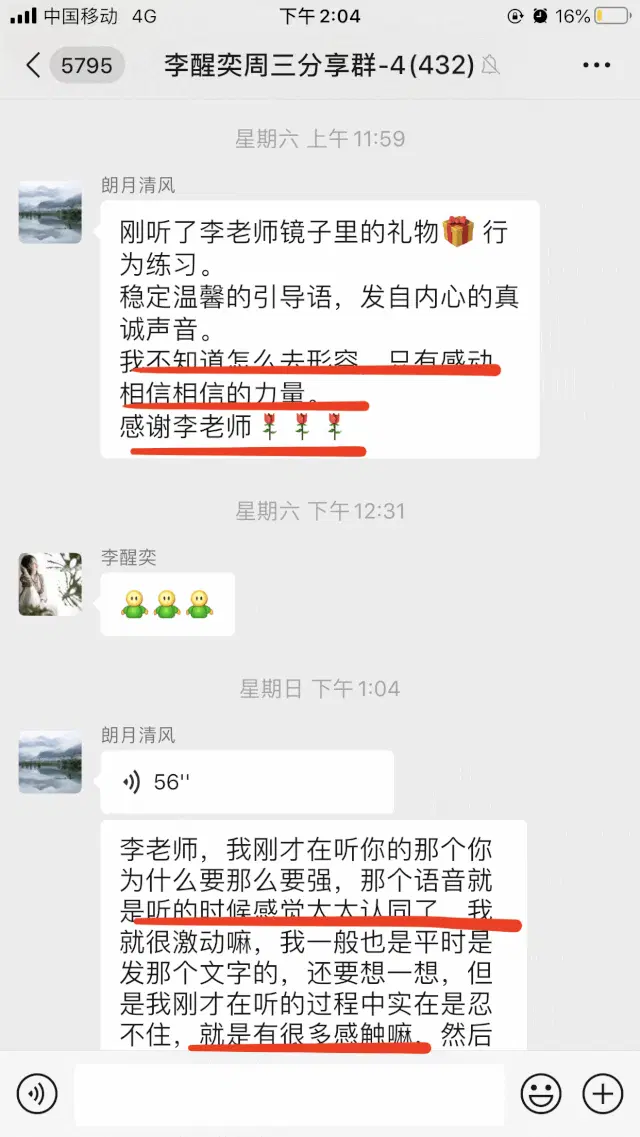 中国移动 4G 下午2:04 16%
5795 李醒奕周三分享群-4(432)
星期六 上午11:59
朗月清风
刚听了李老师镜子里的礼物🎁 行
为练习。
稳定温馨的引导语，发自内心的真
诚声音。
我不知道怎么去形容，只有感动
相信相信的力量。
感谢李老师🌹🌹🌹
星期六 下午12:31
李醒奕
星期日 下午1:04
朗月清风
56''
李老师，我刚才在听你的那个你
为什么要那么要强，那个语音就
是听的时候感觉太太认同了，我
就很激动嘛，我一般也是平时是
发那个文字的，还要想一想，但
是我刚才在听的过程中实在是忍
不住，就是有很多感触嘛，然后